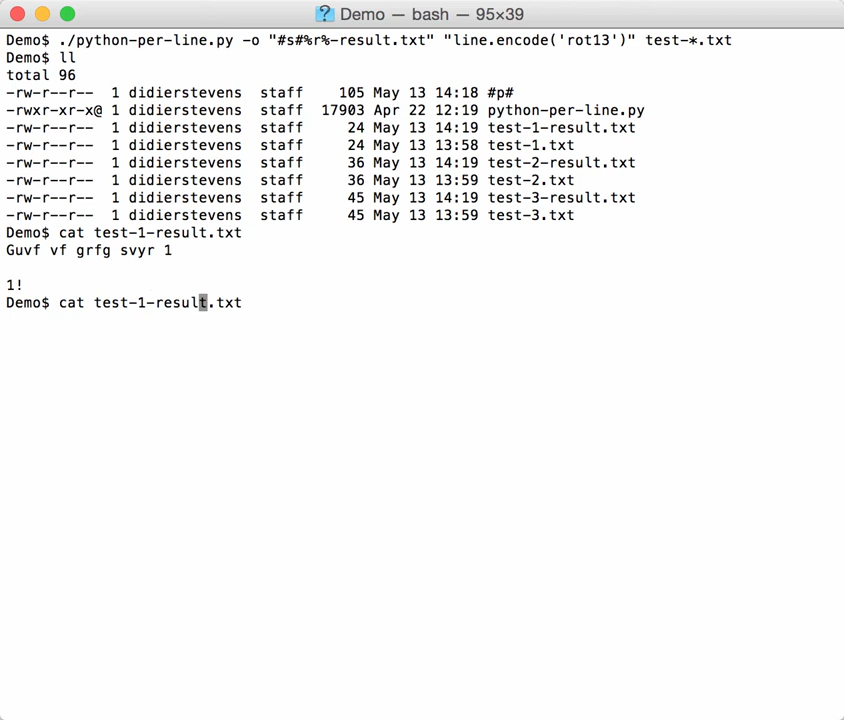 Demo — bash — 95×39
Demo$ ./python-per-line.py -o "#s#%r%-result.txt" "line.encode('rot13')" test-*.txt
Demo$ ll
total 96
-rw-r--r--  1 didierstevens  staff    105 May 13 14:18 #p#
-rwxr-xr-x@ 1 didierstevens  staff  17903 Apr 22 12:19 python-per-line.py
-rw-r--r--  1 didierstevens  staff     24 May 13 14:19 test-1-result.txt
-rw-r--r--  1 didierstevens  staff     24 May 13 13:58 test-1.txt
-rw-r--r--  1 didierstevens  staff     36 May 13 14:19 test-2-result.txt
-rw-r--r--  1 didierstevens  staff     36 May 13 13:59 test-2.txt
-rw-r--r--  1 didierstevens  staff     45 May 13 14:19 test-3-result.txt
-rw-r--r--  1 didierstevens  staff     45 May 13 13:59 test-3.txt
Demo$ cat test-1-result.txt
Guvf vf grfg svyr 1
1!
Demo$ cat test-1-result.txt